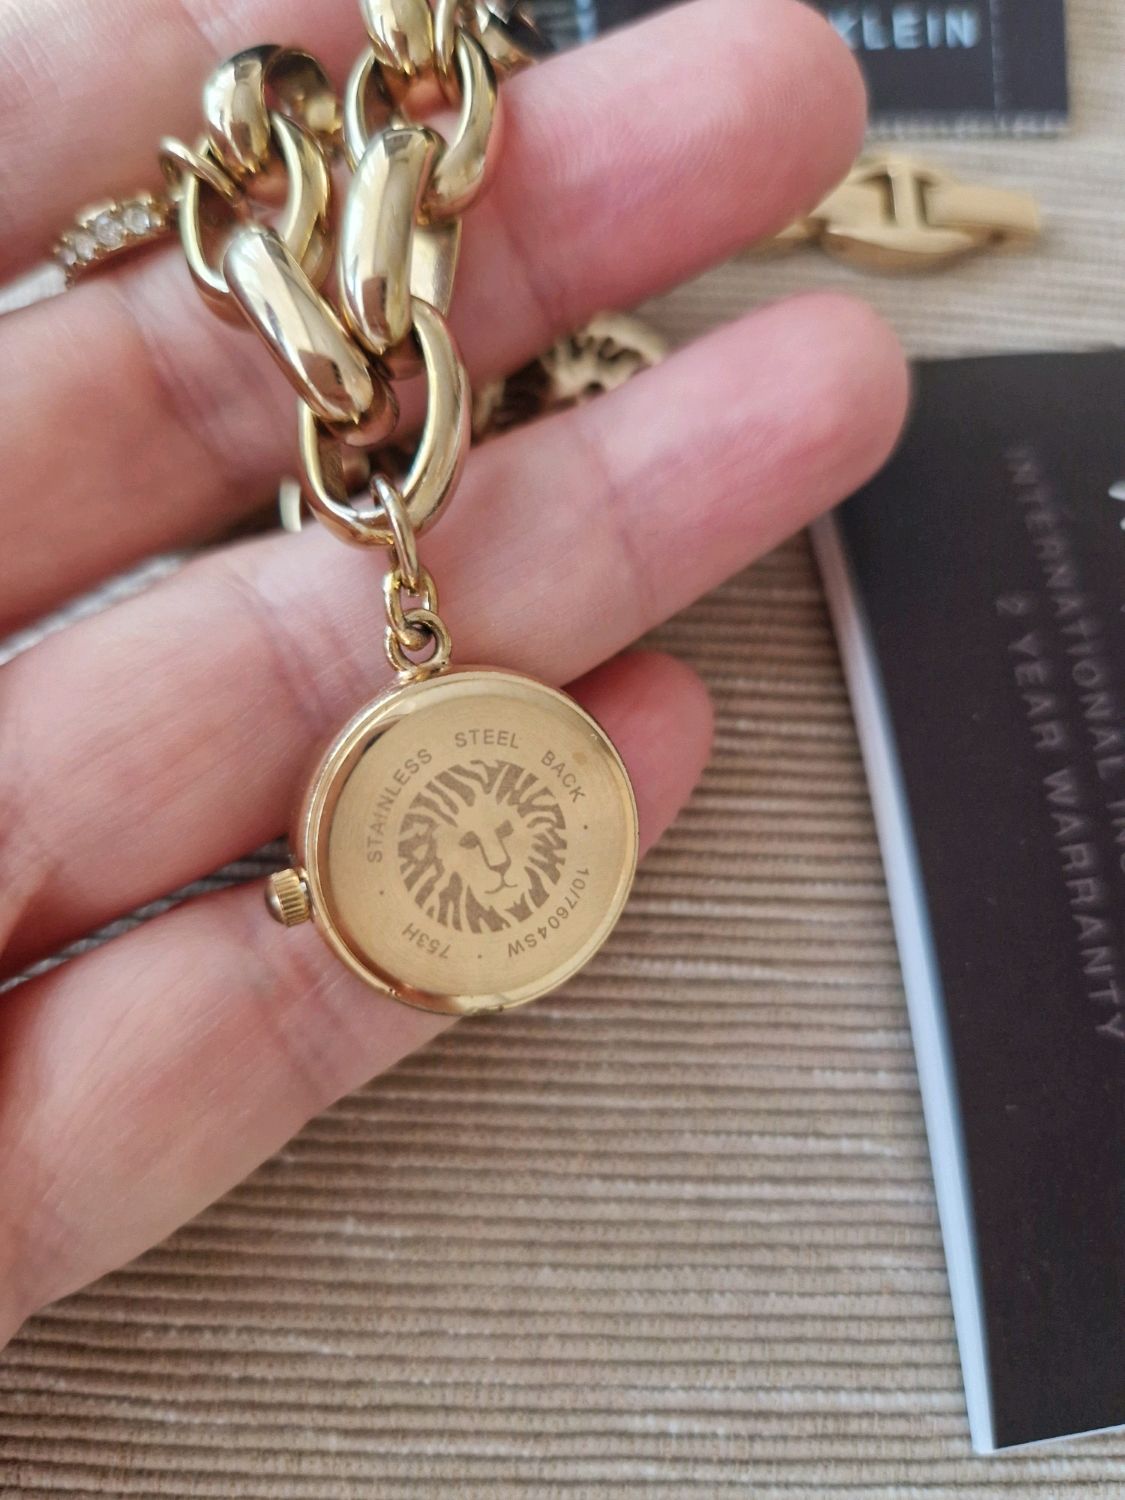 KLEIN
STAINLESS STEEL BACK
10/7604SW
753H
INTERNATIONAL
2 YEAR WARRANTY